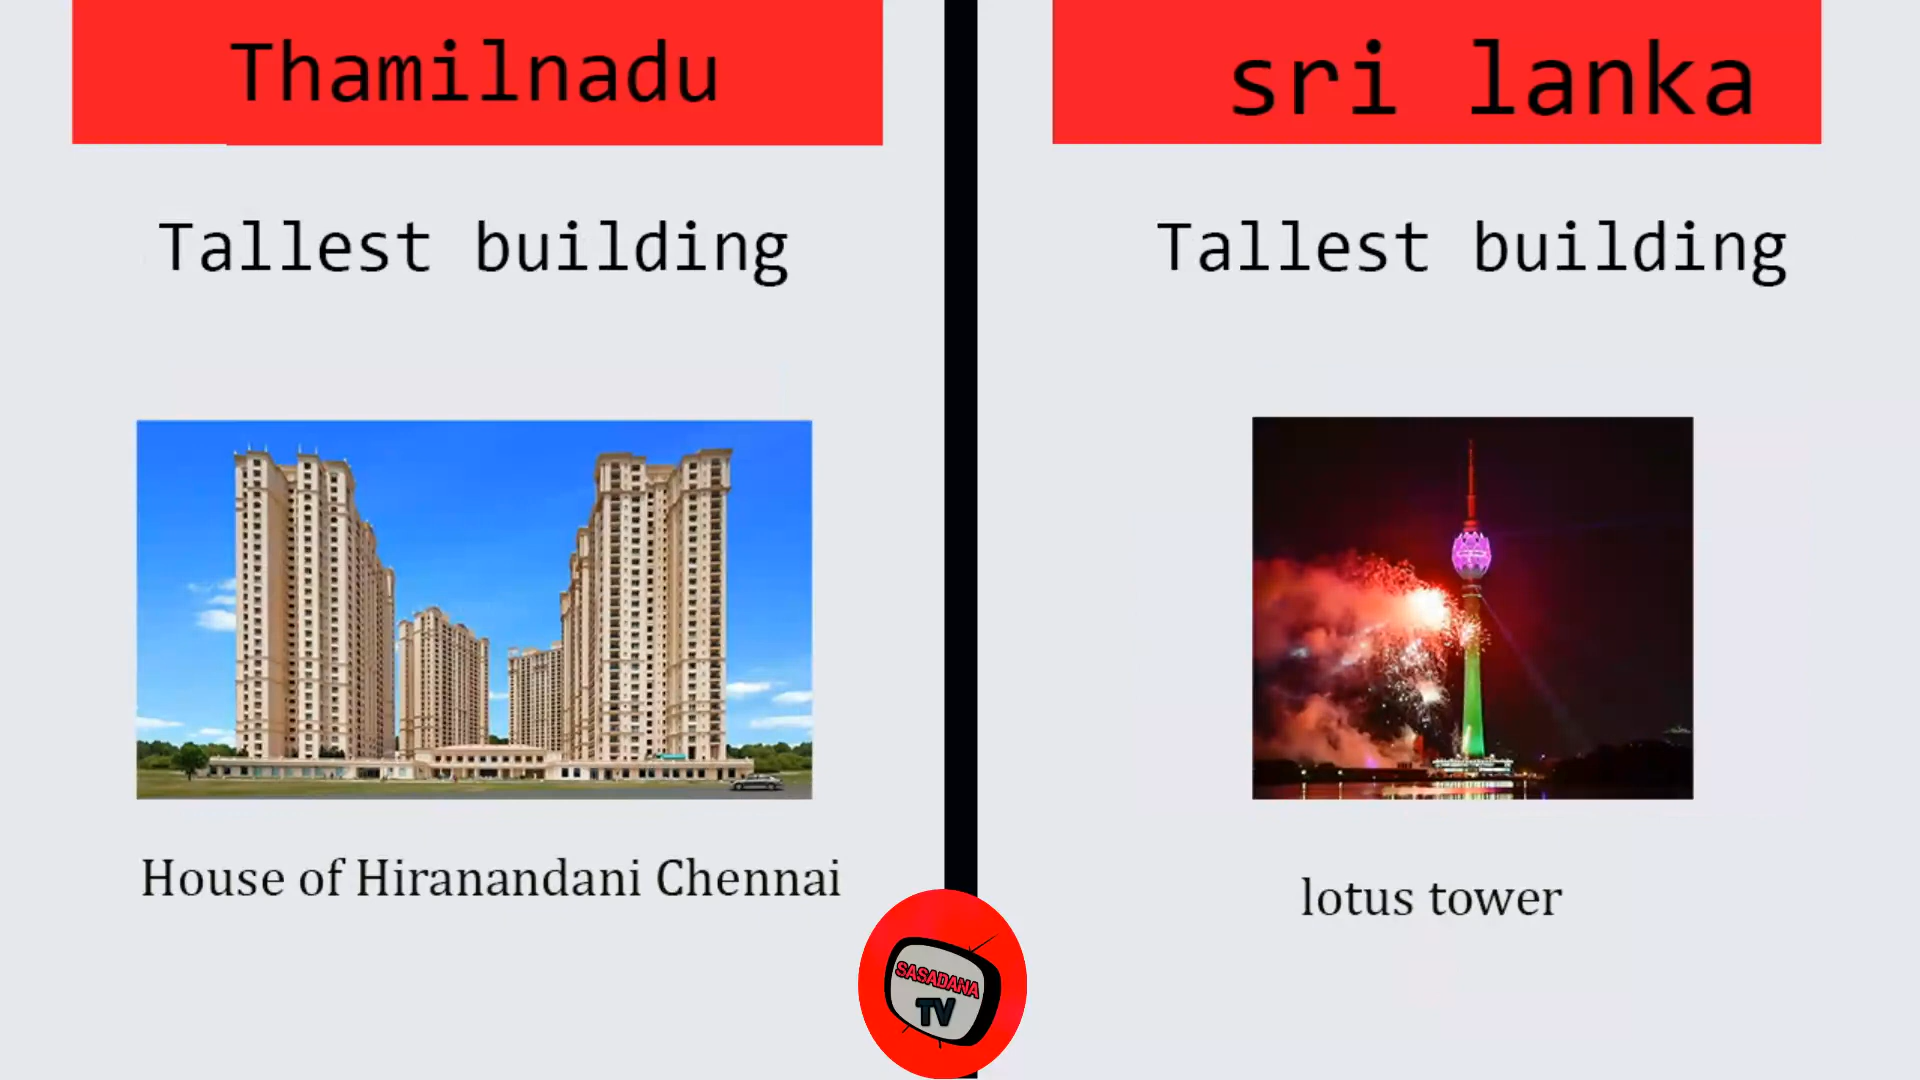 Thamilnadu
Tallest building
House of Hiranandani Chennai
sri lanka
Tallest building
lotus tower
SASADANA
TV